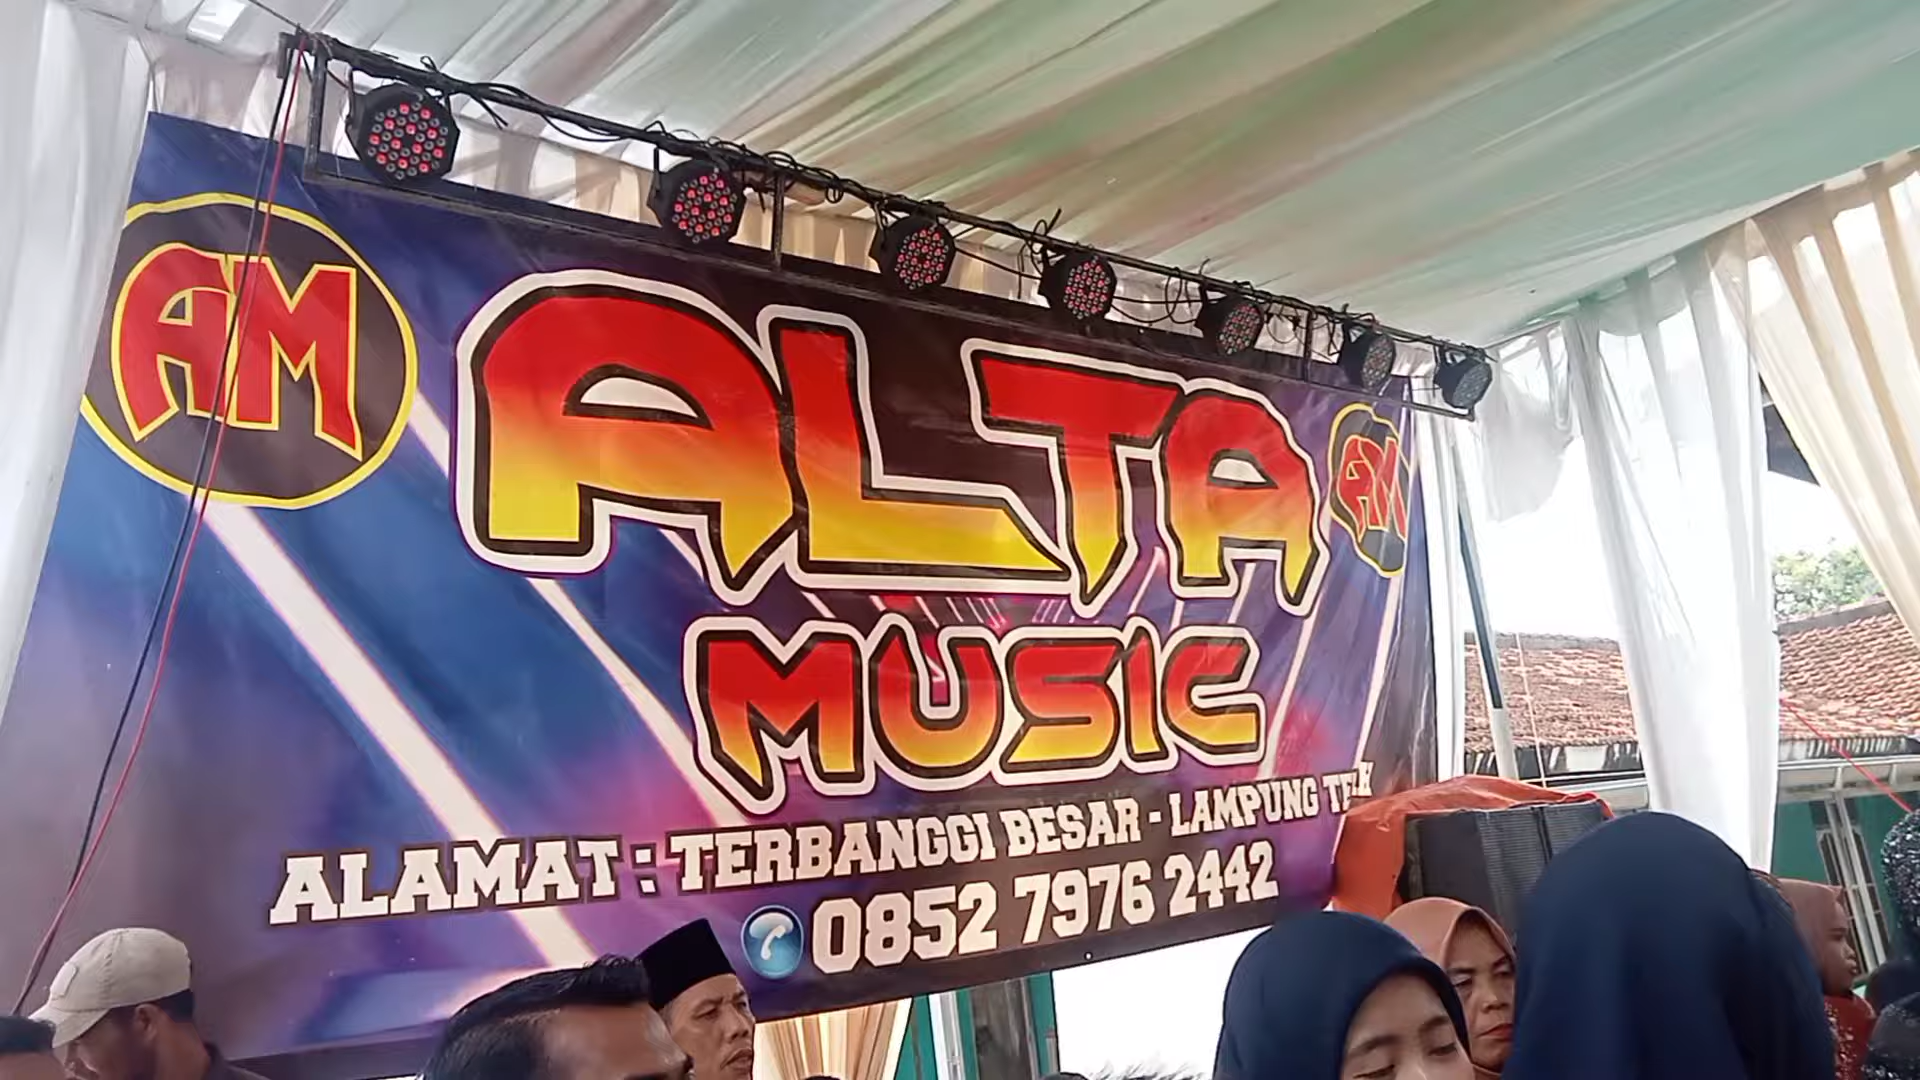 AM
ALTA
AM
MUSIC
ALAMAT : TERBANGGI BESAR - LAMPUNG
0852 7976 2442